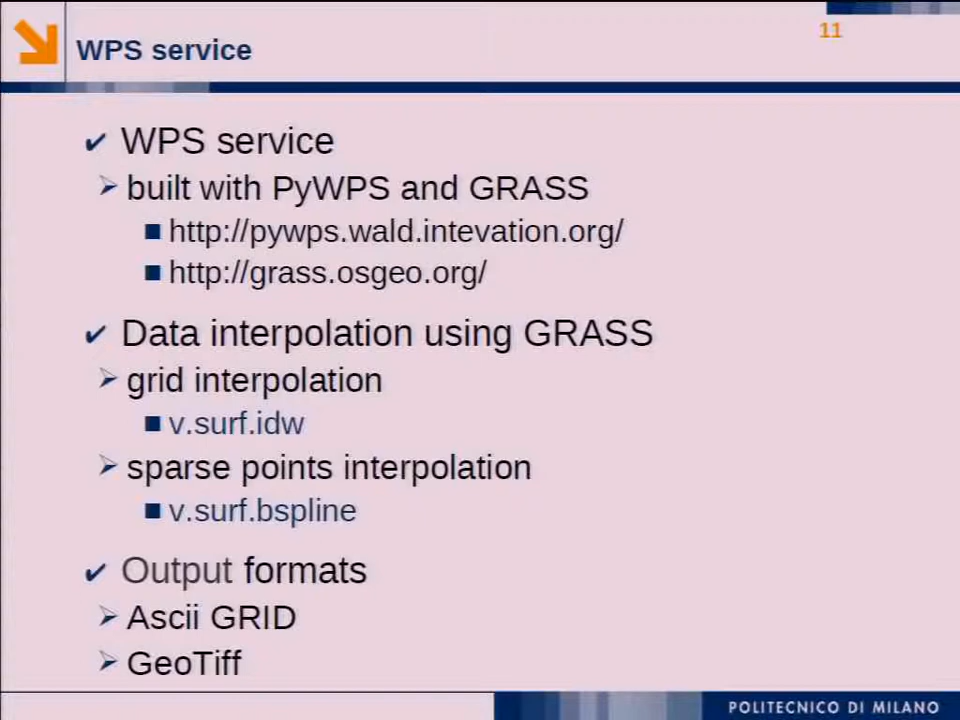 11
WPS service
WPS service
built with PyWPS and GRASS
http://pywps.wald.intevation.org/
http://grass.osgeo.org/
Data interpolation using GRASS
grid interpolation
v.surf.idw
sparse points interpolation
v.surf.bspline
Output formats
Ascii GRID
GeoTiff
POLITECNICO DI MILANO